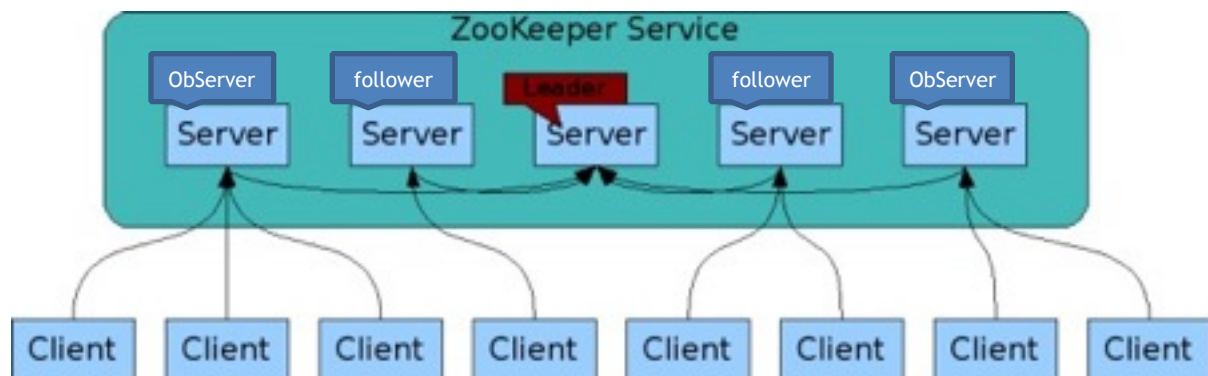 ZooKeeper Service
ObServer
follower
Leader
follower
ObServer
Server
Server
Server
Server
Server
Client
Client
Client
Client
Client
Client
Client
Client